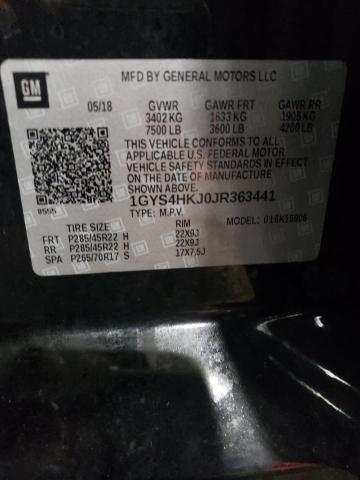 GM
MFD BY GENERAL MOTORS LLC
05/18 GVWR GAWR FRT GAWR RR
3402 KG 1633 KG 1905 KG
7500 LB 3600 LB 4200 LB
THIS VEHICLE CONFORMS TO ALL
APPLICABLE U.S. FEDERAL MOTOR
VEHICLE SAFETY STANDARDS IN EFFECT
ON THE DATE OF MANUFACTURE
SHOWN ABOVE.
1GYS4HKJ0JR363441
TYPE: M.P.V. MODEL: 016K15906
TIRE SIZE RIM
FRT P285/45R22 H 22X9J
RR P285/45R22 H 22X9J
SPA P265/70R17 S 17X7.5J